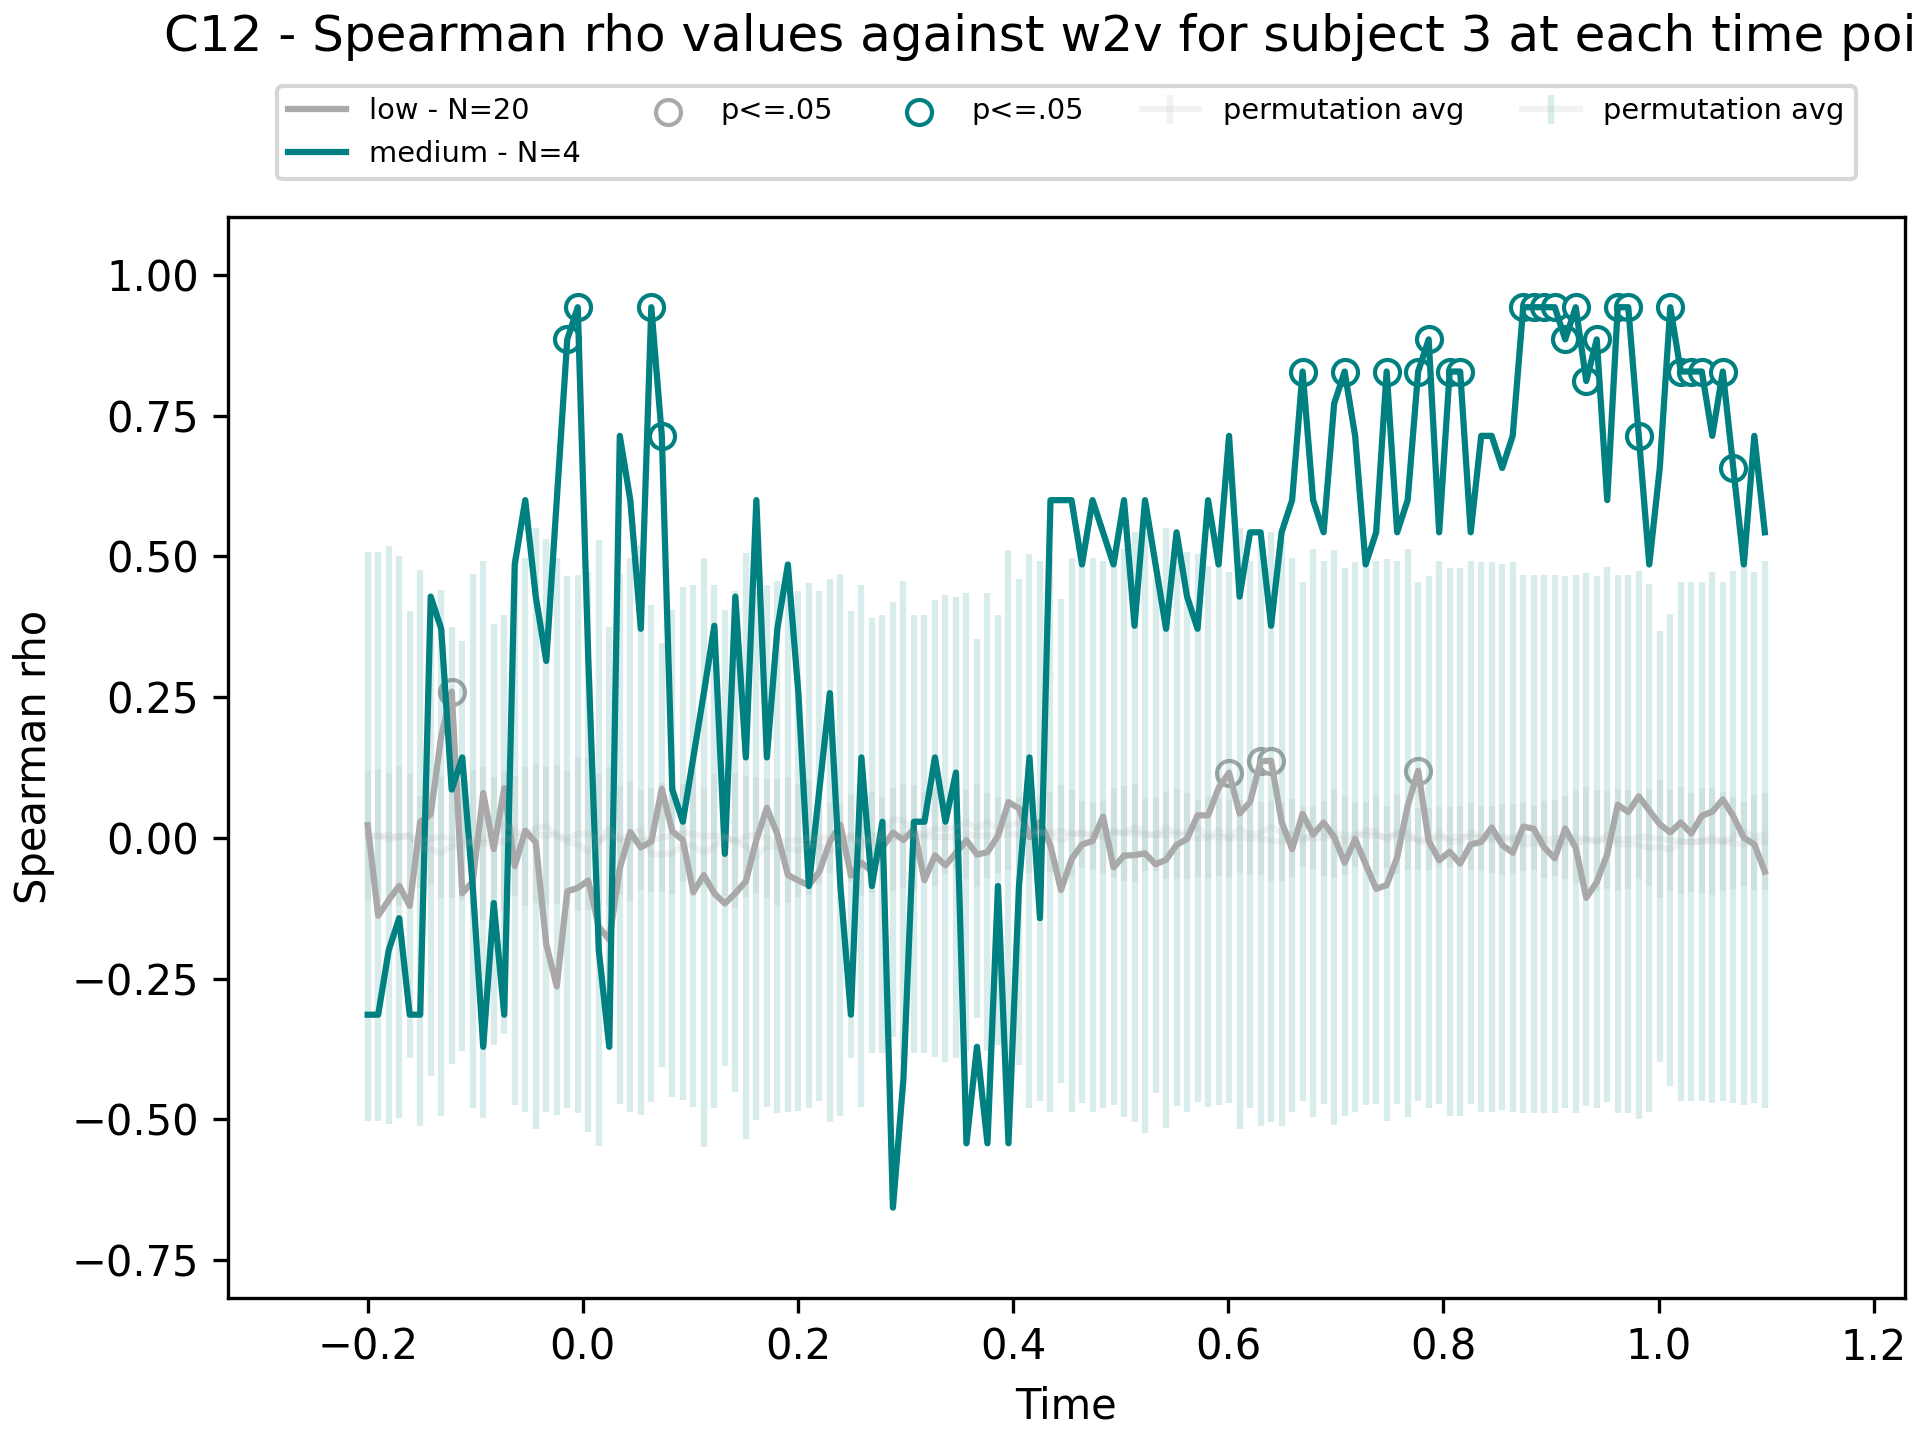 C12 - Spearman rho values against w2v for subject 3 at each time poi
low - N=20 p<=.05 p<=.05 permutation avg permutation avg
medium - N=4
1.00
0.75
0.50
0.25
0.00
−0.25
−0.50
−0.75
Spearman rho
−0.2 0.0 0.2 0.4 0.6 0.8 1.0 1.2
Time